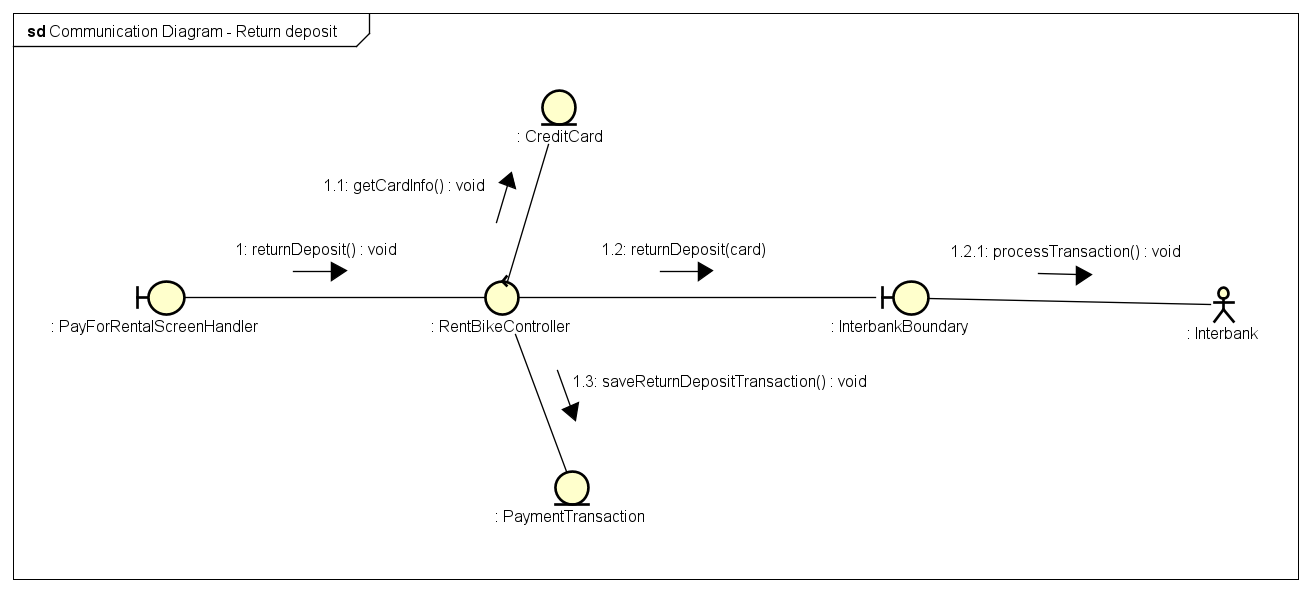 sd Communication Diagram - Return deposit
: CreditCard
1.1: getCardInfo() : void
1: returnDeposit() : void
1.2: returnDeposit(card)
1.2.1: processTransaction() : void
: PayForRentalScreenHandler
: RentBikeController
: InterbankBoundary
: Interbank
1.3: saveReturnDepositTransaction() : void
: PaymentTransaction